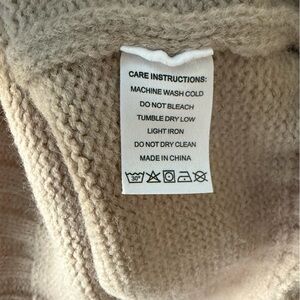 CARE INSTRUCTIONS:
MACHINE WASH COLD
DO NOT BLEACH
TUMBLE DRY LOW
LIGHT IRON
DO NOT DRY CLEAN
MADE IN CHINA
30°